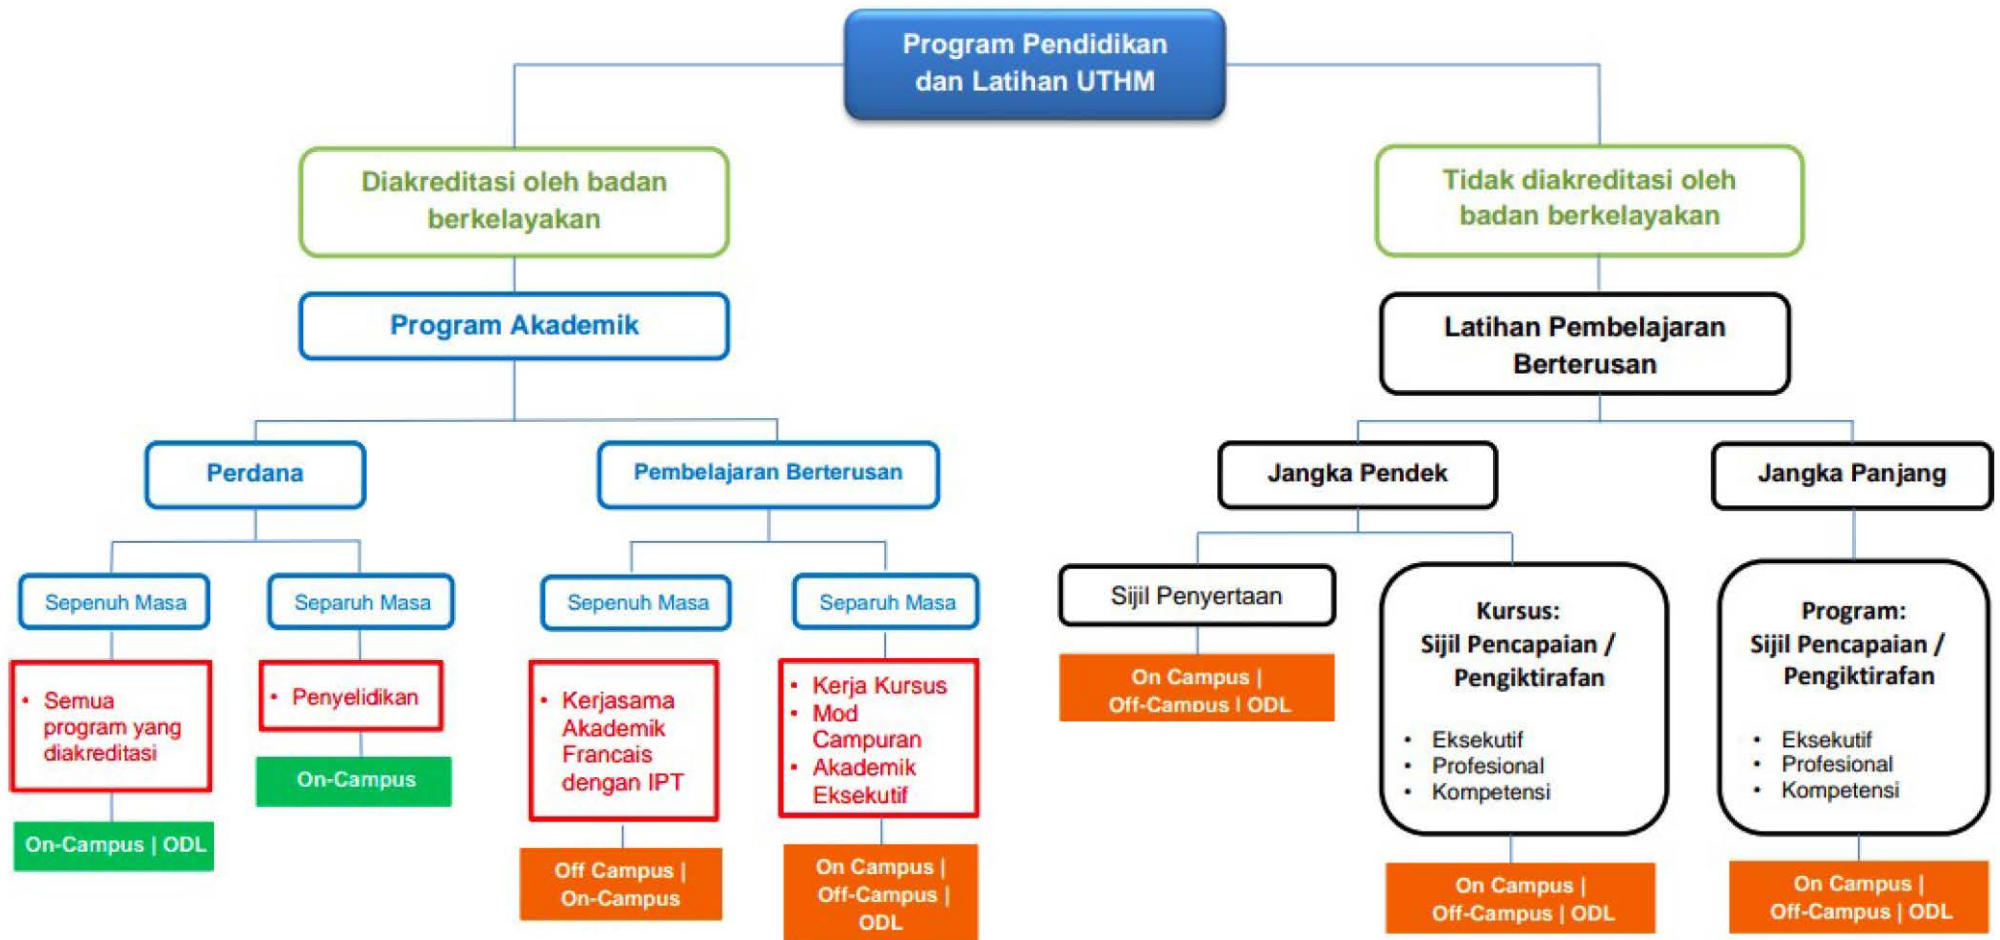 Program Pendidikan
dan Latihan UTHM
Diakreditasi oleh badan
berkelayakan
Tidak diakreditasi oleh
badan berkelayakan
Program Akademik
Latihan Pembelajaran
Berterusan
Perdana
Pembelajaran Berterusan
Jangka Pendek
Jangka Panjang
Sepenuh Masa
Separuh Masa
Sepenuh Masa
Separuh Masa
Sijil Penyertaan
Kursus:
Sijil Pencapaian /
Pengiktirafan
• Eksekutif
• Profesional
• Kompetensi
Program:
Sijil Pencapaian /
Pengiktirafan
• Eksekutif
• Profesional
• Kompetensi
• Semua
program yang
diakreditasi
• Penyelidikan
• Kerjasama
Akademik
Francais
dengan IPT
• Kerja Kursus
• Mod
Campuran
• Akademik
Eksekutif
On Campus |
Off-Campus | ODL
On-Campus | ODL
On-Campus
Off Campus |
On-Campus
On Campus |
Off-Campus |
ODL
On Campus |
Off-Campus | ODL
On Campus |
Off-Campus | ODL